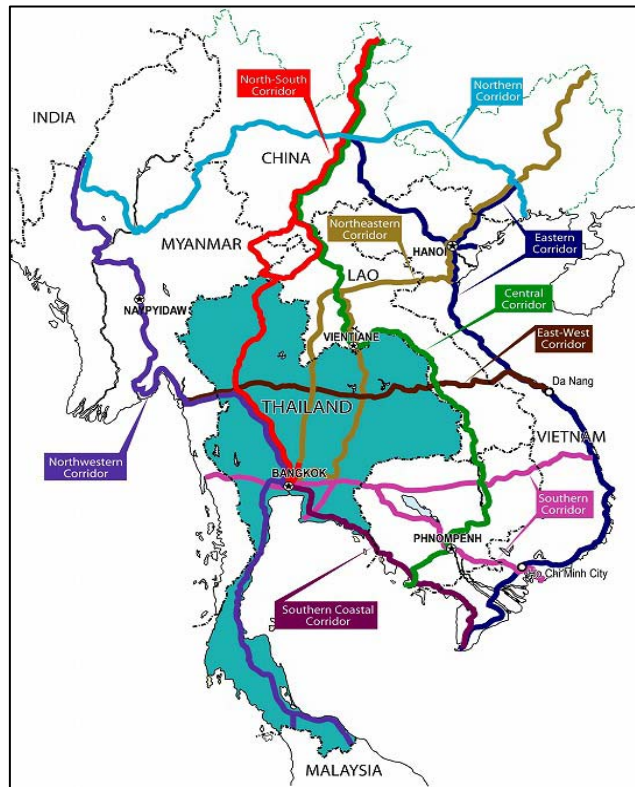 North-South
Corridor
Northern
Corridor
INDIA
CHINA
Northeastern
Corridor
MYANMAR
HANOI
Eastern
Corridor
LAO
NAYPYIDAW
Central
Corridor
VIENTIANE
East-West
Corridor
Da Nang
THAILAND
VIETNAM
Northwestern
Corridor
BANGKOK
Southern
Corridor
PHNOMPENH
Ho Chi Minh City
Southern Coastal
Corridor
MALAYSIA